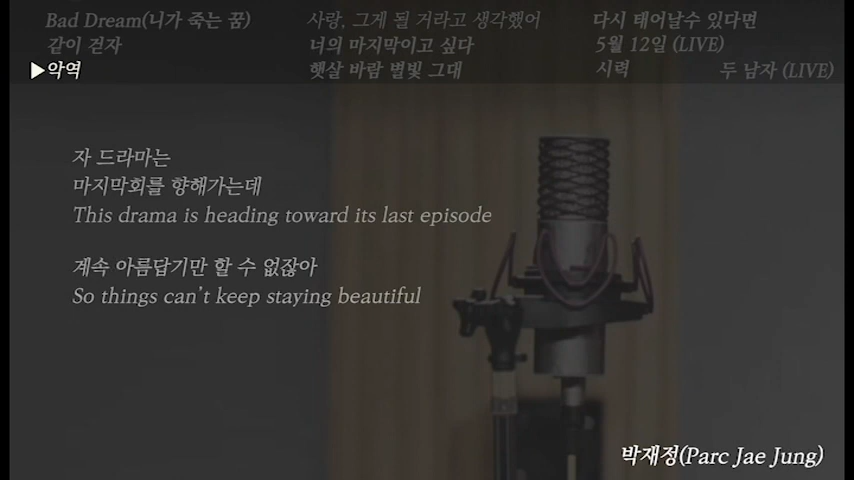 Bad Dream(니가 죽는 꿈)
사랑, 그게 될 거라고 생각했어
다시 태어날수 있다면
같이 걷자
너의 마지막이고 싶다
5월 12일 (LIVE)
▶악역
햇살 바람 별빛 그대
시력
두 남자 (LIVE)
자 드라마는
마지막회를 향해가는데
This drama is heading toward its last episode
계속 아름답기만 할 수 없잖아
So things can't keep staying beautiful
박재정(Parc Jae Jung)